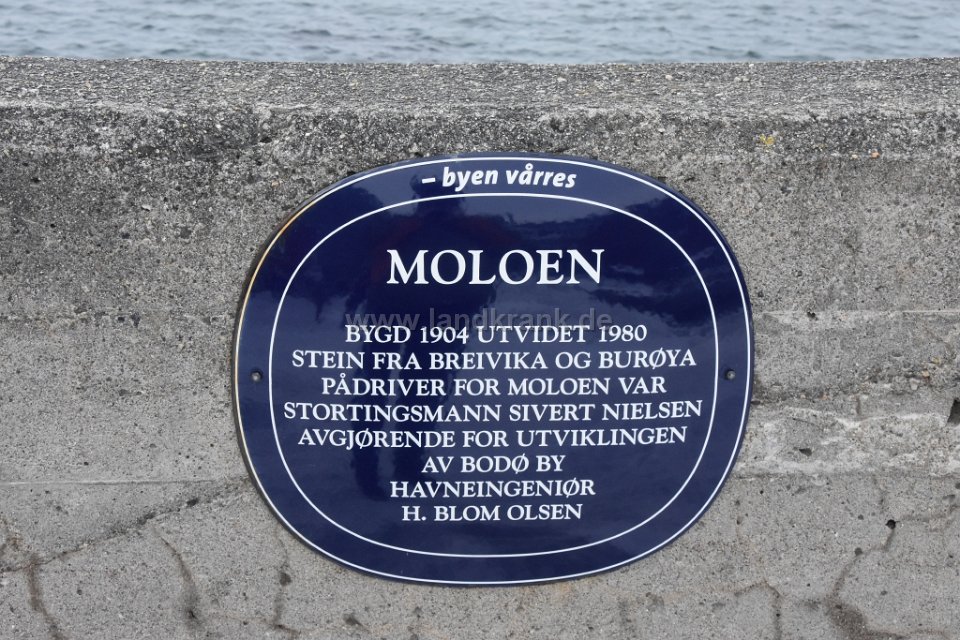 – byen vårres
MOLOEN
www.landkrank.de
BYGD 1904 UTVIDET 1980
STEIN FRA BREIVIKA OG BURØYA
PÅDRIVER FOR MOLOEN VAR
STORTINGSMANN SIVERT NIELSEN
AVGJØRENDE FOR UTVIKLINGEN
AV BODØ BY
HAVNEINGENIØR
H. BLOM OLSEN